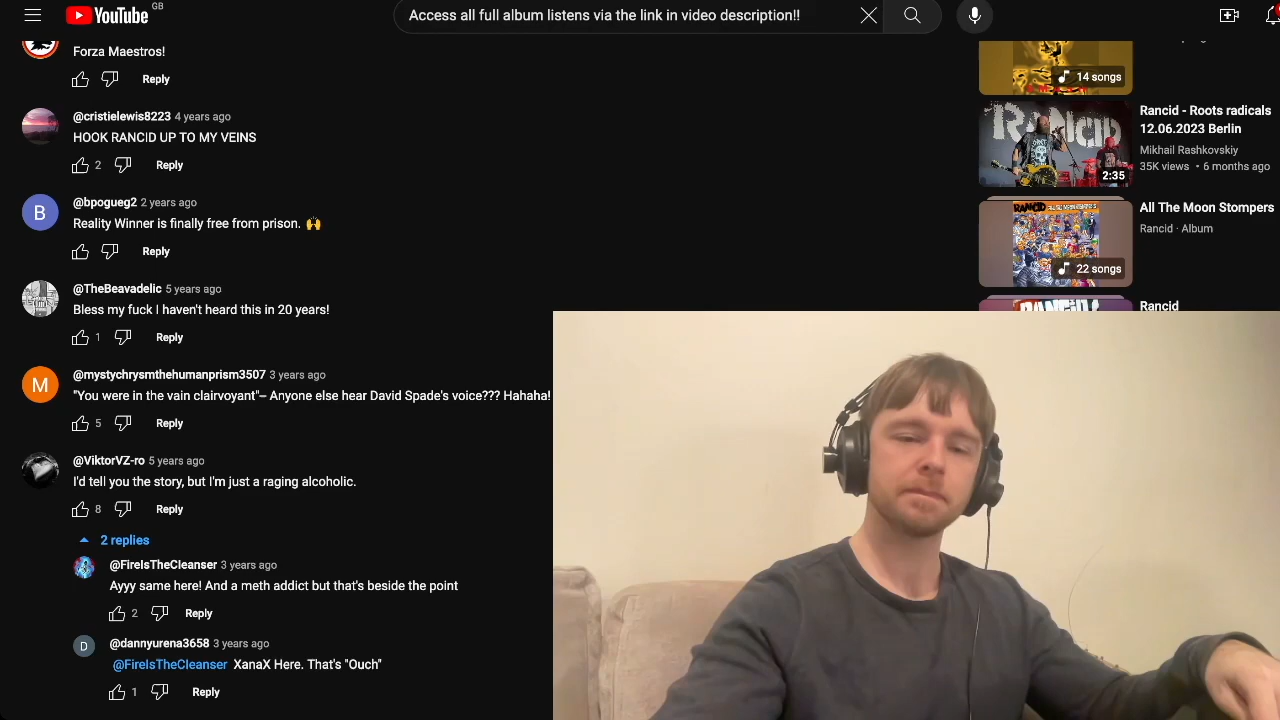 YouTube GB
Access all full album listens via the link in video description!!
Forza Maestros!
Reply
@cristielewis8223 4 years ago
HOOK RANCID UP TO MY VEINS
2 Reply
B
@bpogueg2 2 years ago
Reality Winner is finally free from prison. 🙌
Reply
@TheBeavadelic 5 years ago
Bless my fuck I haven't heard this in 20 years!
1 Reply
M
@mystychrysmthehumanprism3507 3 years ago
"You were in the vain clairvoyant"– Anyone else hear David Spade's voice??? Hahaha!
5 Reply
@ViktorVZ-ro 5 years ago
I'd tell you the story, but I'm just a raging alcoholic.
8 Reply
2 replies
@FireIsTheCleanser 3 years ago
Ayyy same here! And a meth addict but that's beside the point
2 Reply
D
@dannyurena3658 3 years ago
@FireIsTheCleanser XanaX Here. That's "Ouch"
1 Reply
14 songs
RANCID
2:35
Rancid - Roots radicals
12.06.2023 Berlin
Mikhail Rashkovskiy
35K views • 6 months ago
RANCID
22 songs
All The Moon Stompers
Rancid · Album
Rancid